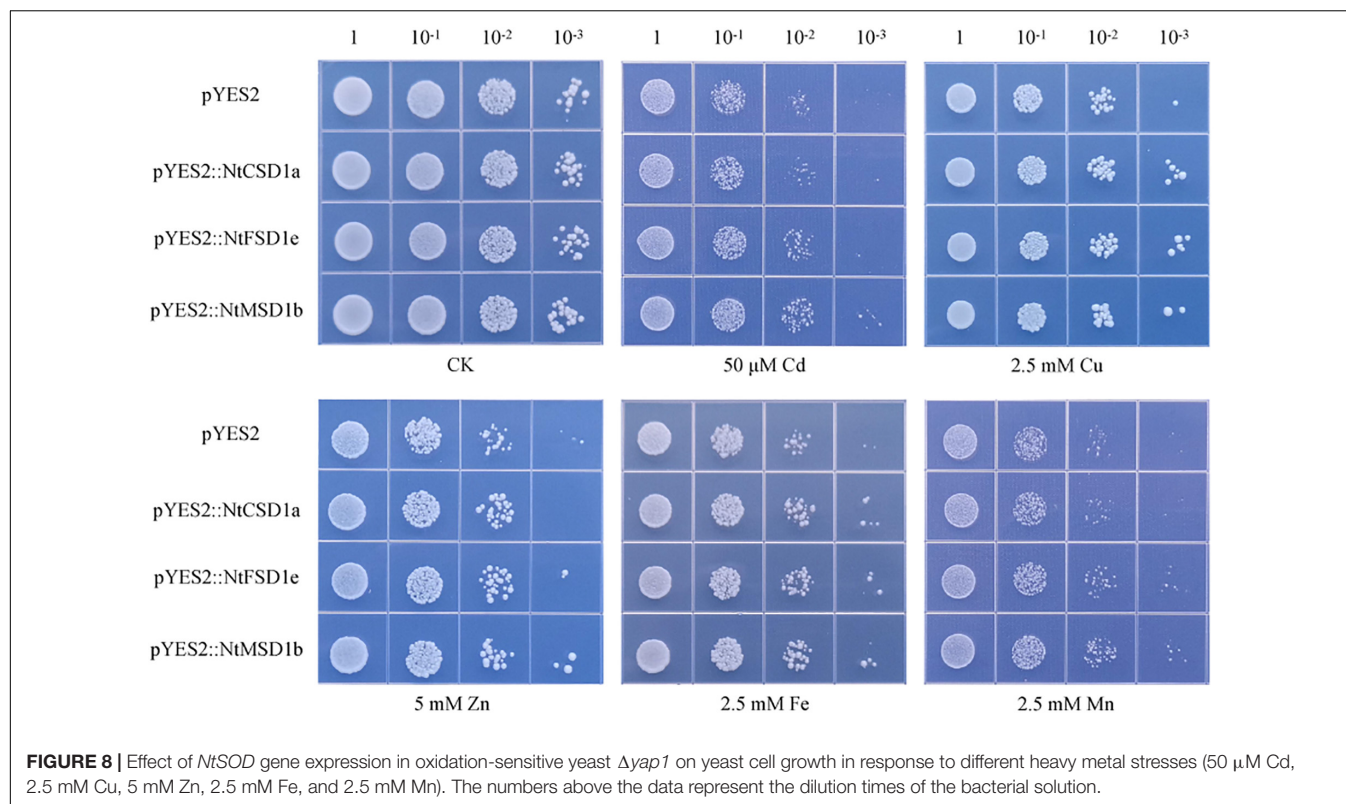 1 10-1 10-2 10-3 1 10-1 10-2 10-3 1 10-1 10-2 10-3
pYES2
pYES2::NtCSD1a
pYES2::NtFSD1e
pYES2::NtMSD1b
CK 50 μM Cd 2.5 mM Cu
pYES2
pYES2::NtCSD1a
pYES2::NtFSD1e
pYES2::NtMSD1b
5 mM Zn 2.5 mM Fe 2.5 mM Mn
FIGURE 8 | Effect of NtSOD gene expression in oxidation-sensitive yeast Δyap1 on yeast cell growth in response to different heavy metal stresses (50 μM Cd,
2.5 mM Cu, 5 mM Zn, 2.5 mM Fe, and 2.5 mM Mn). The numbers above the data represent the dilution times of the bacterial solution.